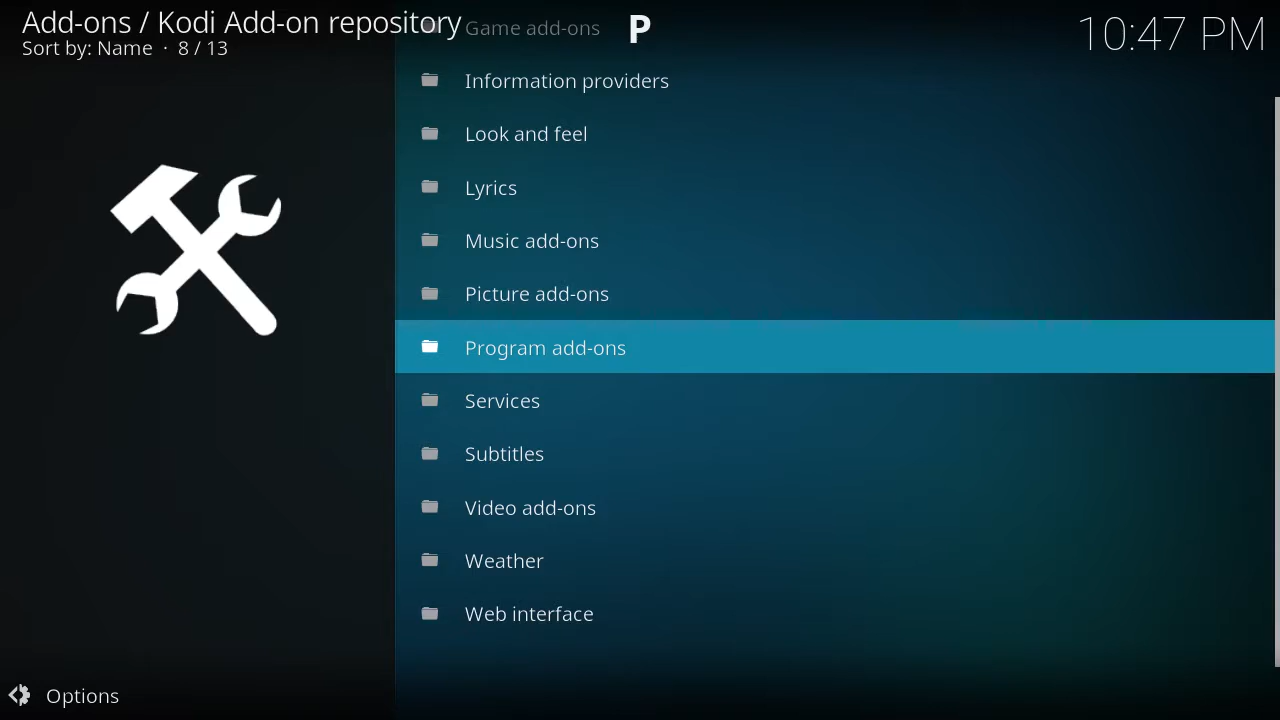 Add-ons / Kodi Add-on repository
Sort by: Name · 8 / 13
P
10:47 PM
Game add-ons
Information providers
Look and feel
Lyrics
Music add-ons
Picture add-ons
Program add-ons
Services
Subtitles
Video add-ons
Weather
Web interface
Options